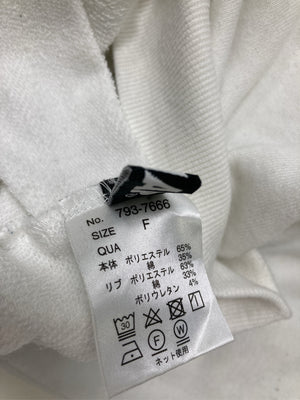 No. 793-7666
SIZE F
QUA
本体 ポリエステル 65%
綿 35%
リブ ポリエステル 63%
綿 33%
ポリウレタン 4%
30
F W
ネット使用